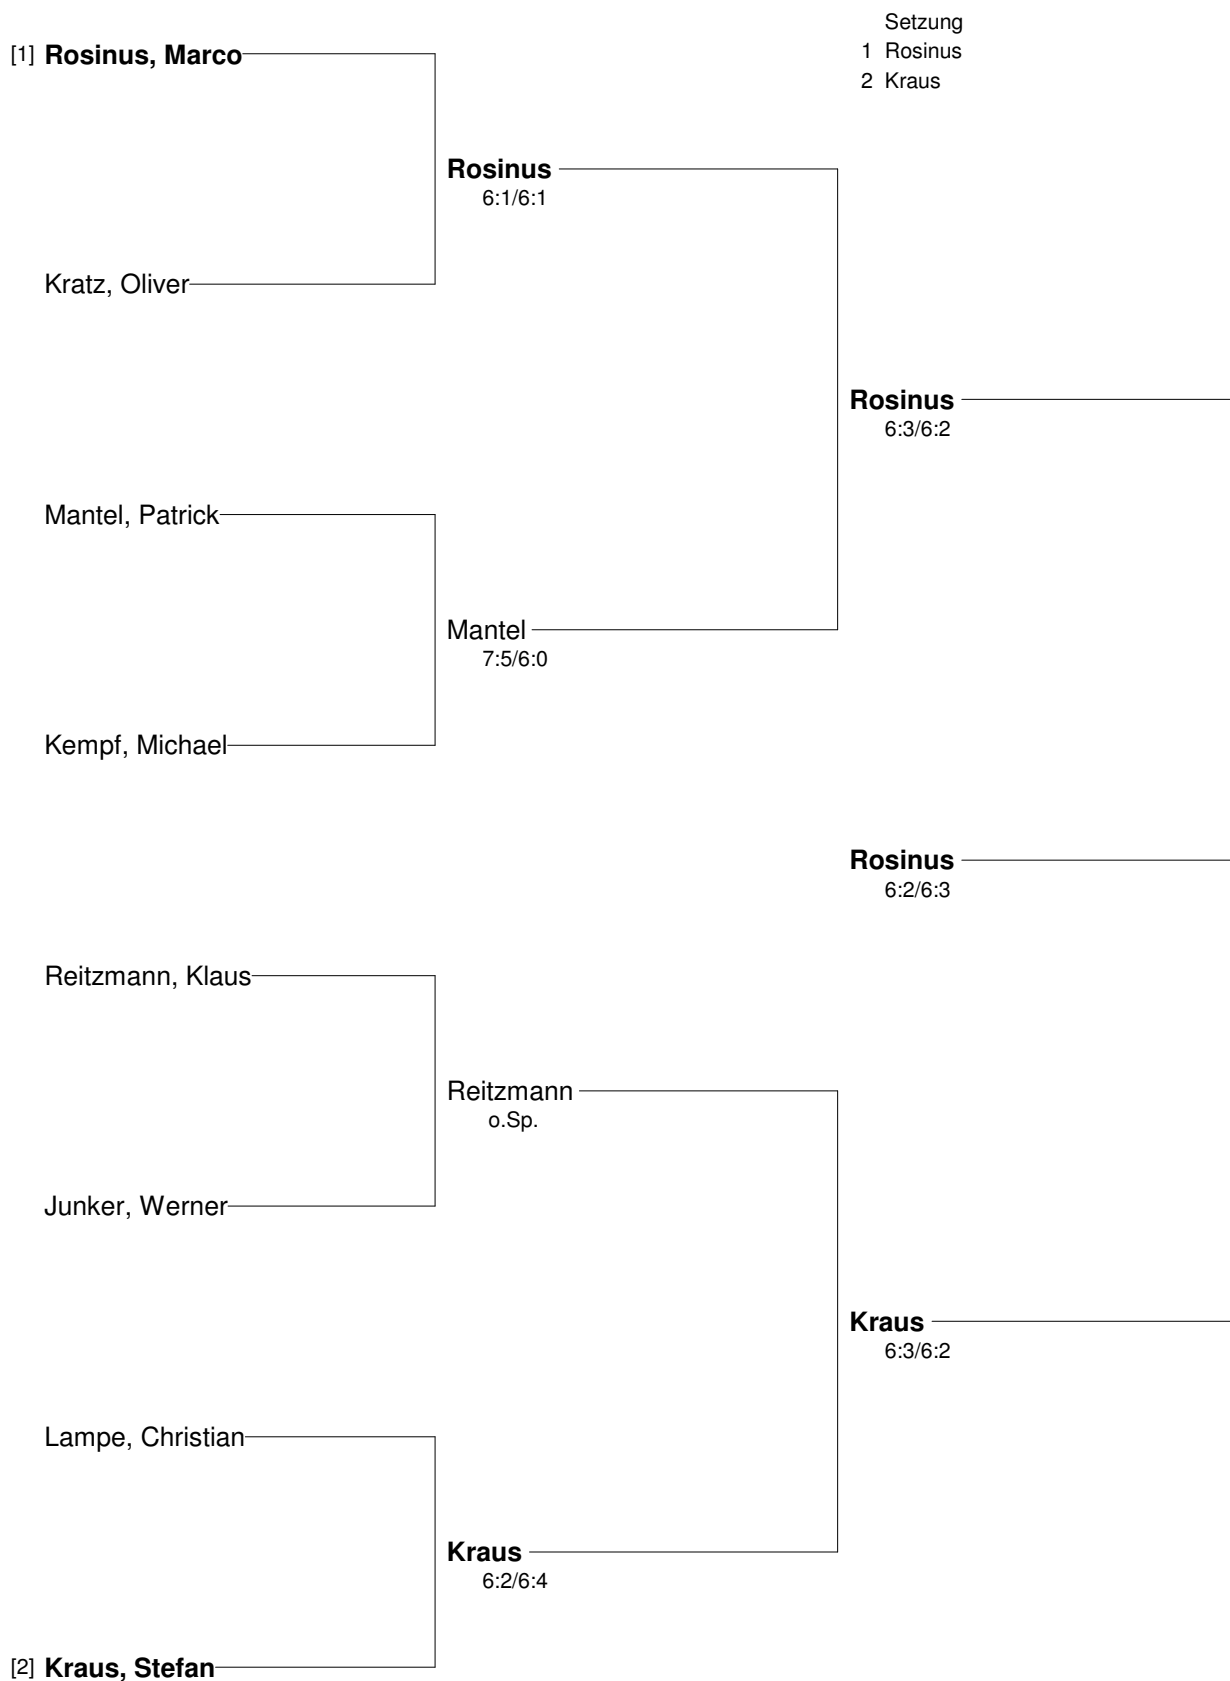 Setzung
1 Rosinus
2 Kraus
[1] Rosinus, Marco
Rosinus
6:1/6:1
Kratz, Oliver
Rosinus
6:3/6:2
Mantel, Patrick
Mantel
7:5/6:0
Kempf, Michael
Rosinus
6:2/6:3
Reitzmann, Klaus
Reitzmann
o.Sp.
Junker, Werner
Kraus
6:3/6:2
Lampe, Christian
Kraus
6:2/6:4
[2] Kraus, Stefan